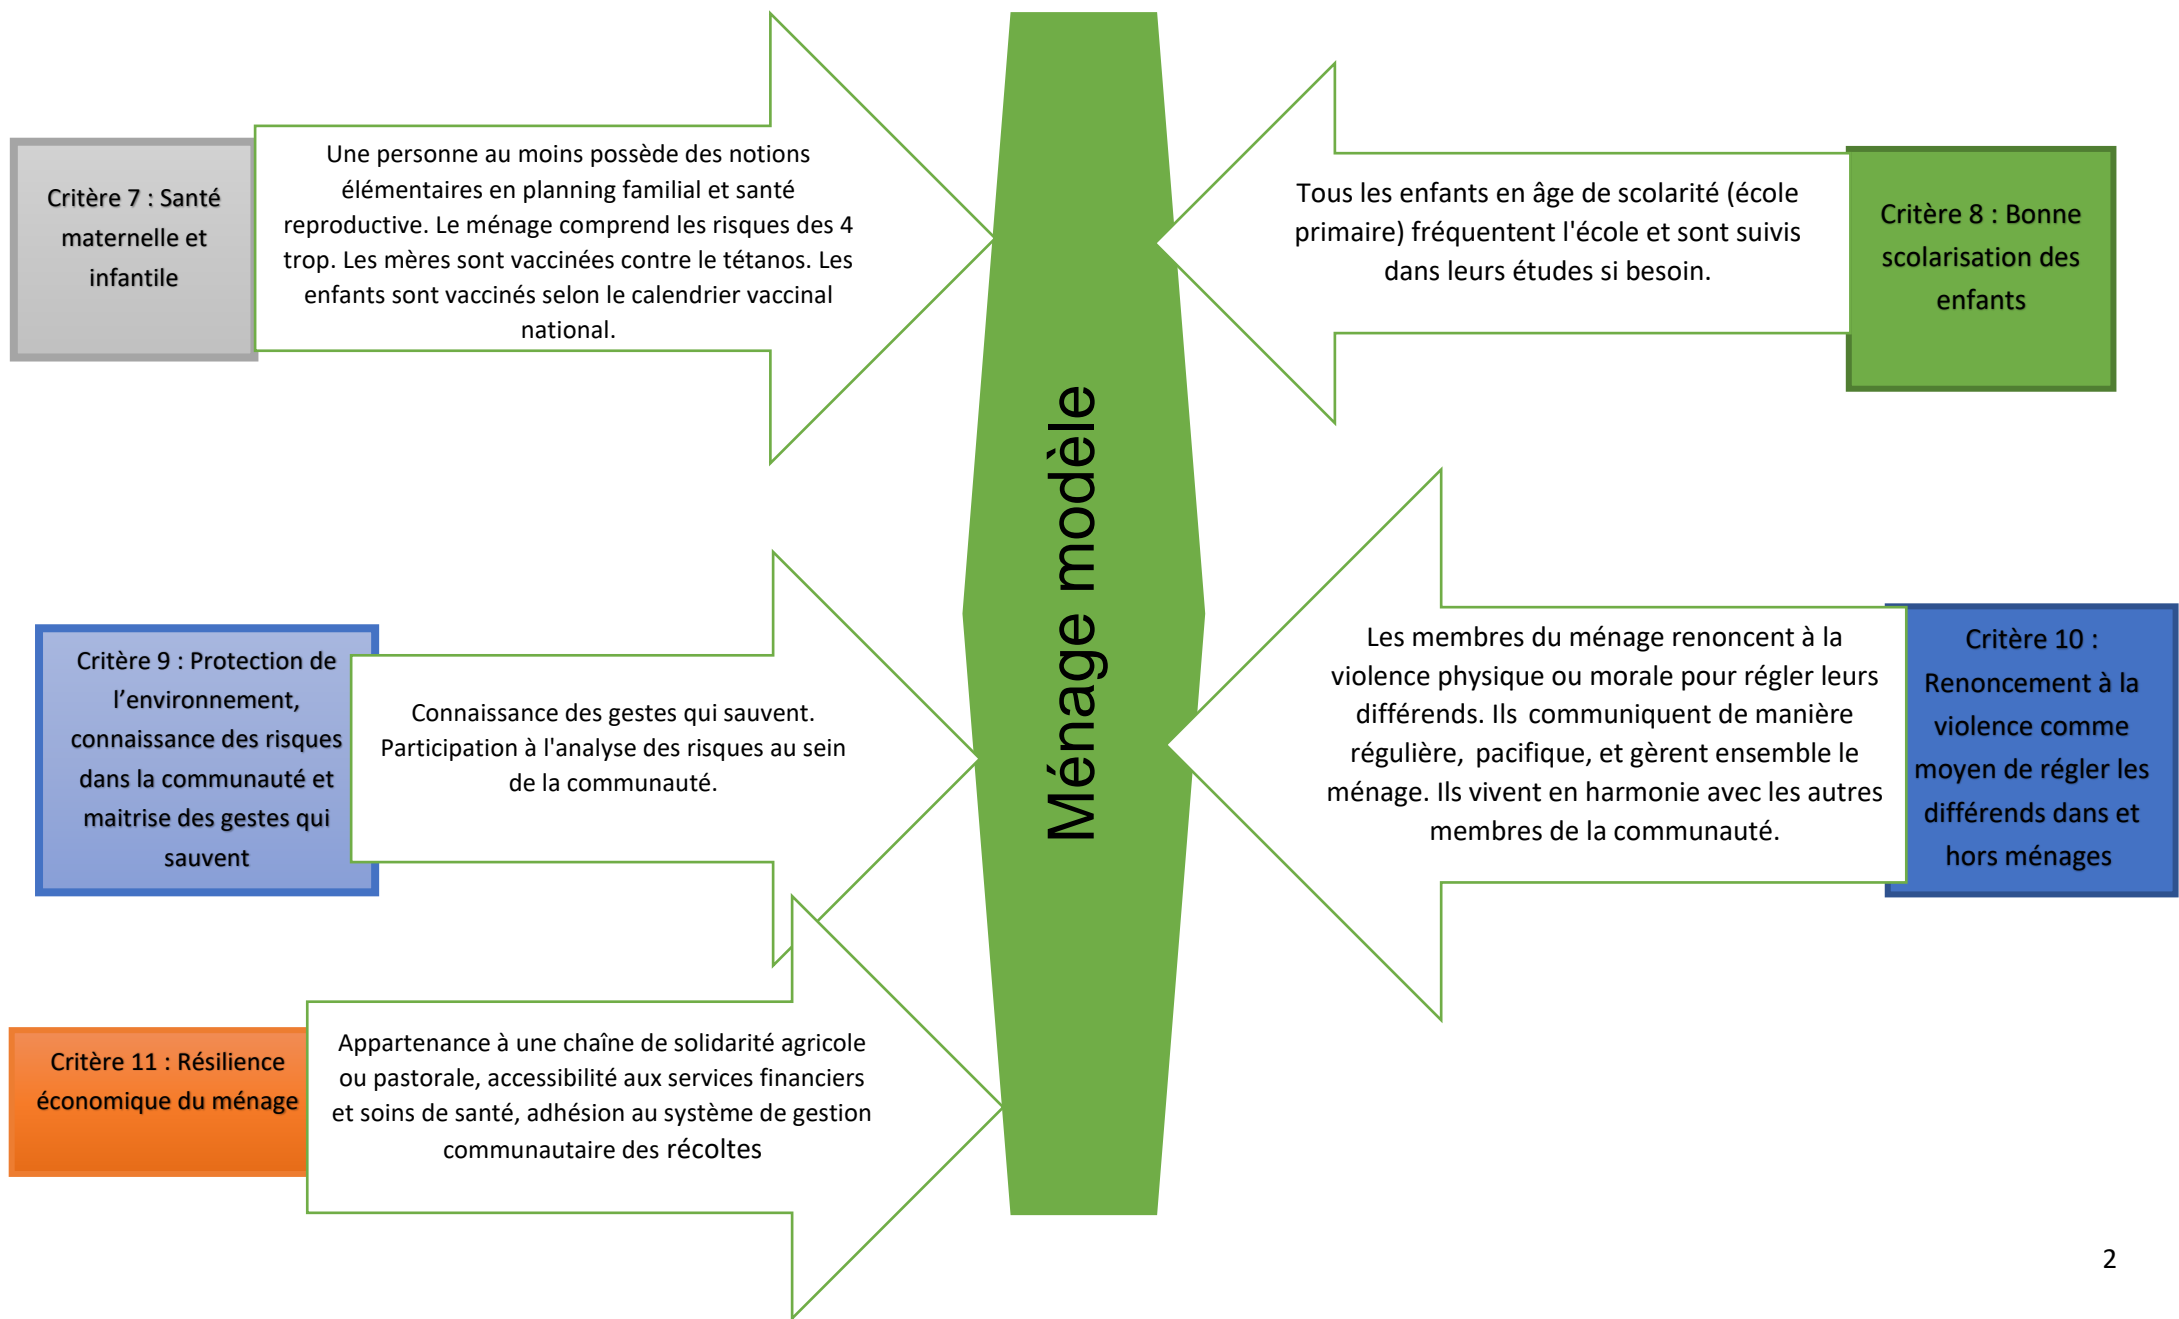 Critère 7 : Santé
maternelle et
infantile
Une personne au moins possède des notions
élémentaires en planning familial et santé
reproductive. Le ménage comprend les risques des 4
trop. Les mères sont vaccinées contre le tétanos. Les
enfants sont vaccinés selon le calendrier vaccinal
national.
Tous les enfants en âge de scolarité (école
primaire) fréquentent l'école et sont suivis
dans leurs études si besoin.
Critère 8 : Bonne
scolarisation des
enfants
Ménage modèle
Critère 9 : Protection de
l’environnement,
connaissance des risques
dans la communauté et
maitrise des gestes qui
sauvent
Connaissance des gestes qui sauvent.
Participation à l'analyse des risques au sein
de la communauté.
Les membres du ménage renoncent à la
violence physique ou morale pour régler leurs
différends. Ils communiquent de manière
régulière, pacifique, et gèrent ensemble le
ménage. Ils vivent en harmonie avec les autres
membres de la communauté.
Critère 10 :
Renoncement à la
violence comme
moyen de régler les
différends dans et
hors ménages
Critère 11 : Résilience
économique du ménage
Appartenance à une chaîne de solidarité agricole
ou pastorale, accessibilité aux services financiers
et soins de santé, adhésion au système de gestion
communautaire des récoltes
2